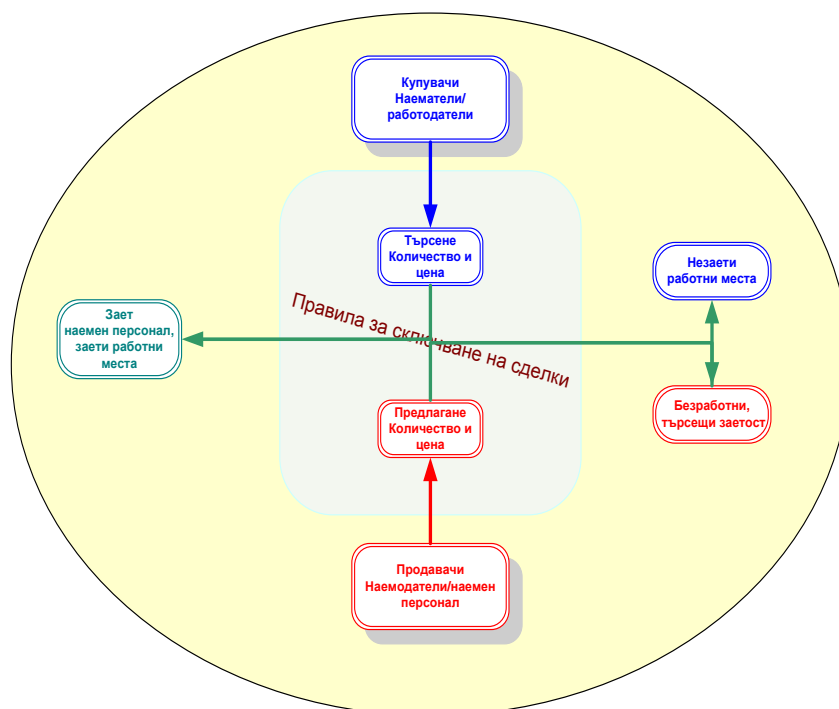 Купувачи
Наематели/
работодатели
Търсене
Количество и
цена
Незаети
работни места
Зает
наемен персонал,
заети работни
места
Правила за сключване на сделки
Предлагане
Количество и
цена
Безработни,
търсещи заетост
Продавачи
Наемодатели/наемен
персонал